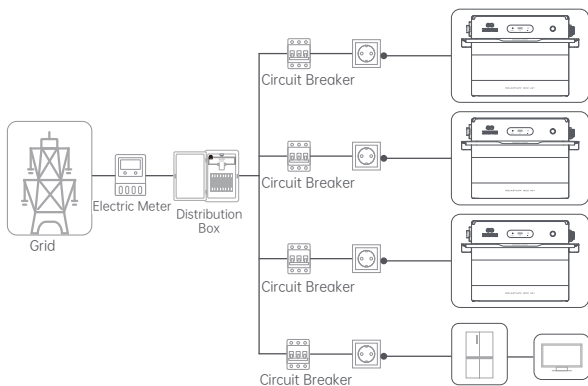 Circuit Breaker
Circuit Breaker
Electric Meter
Distribution
Box
Grid
Circuit Breaker
Circuit Breaker